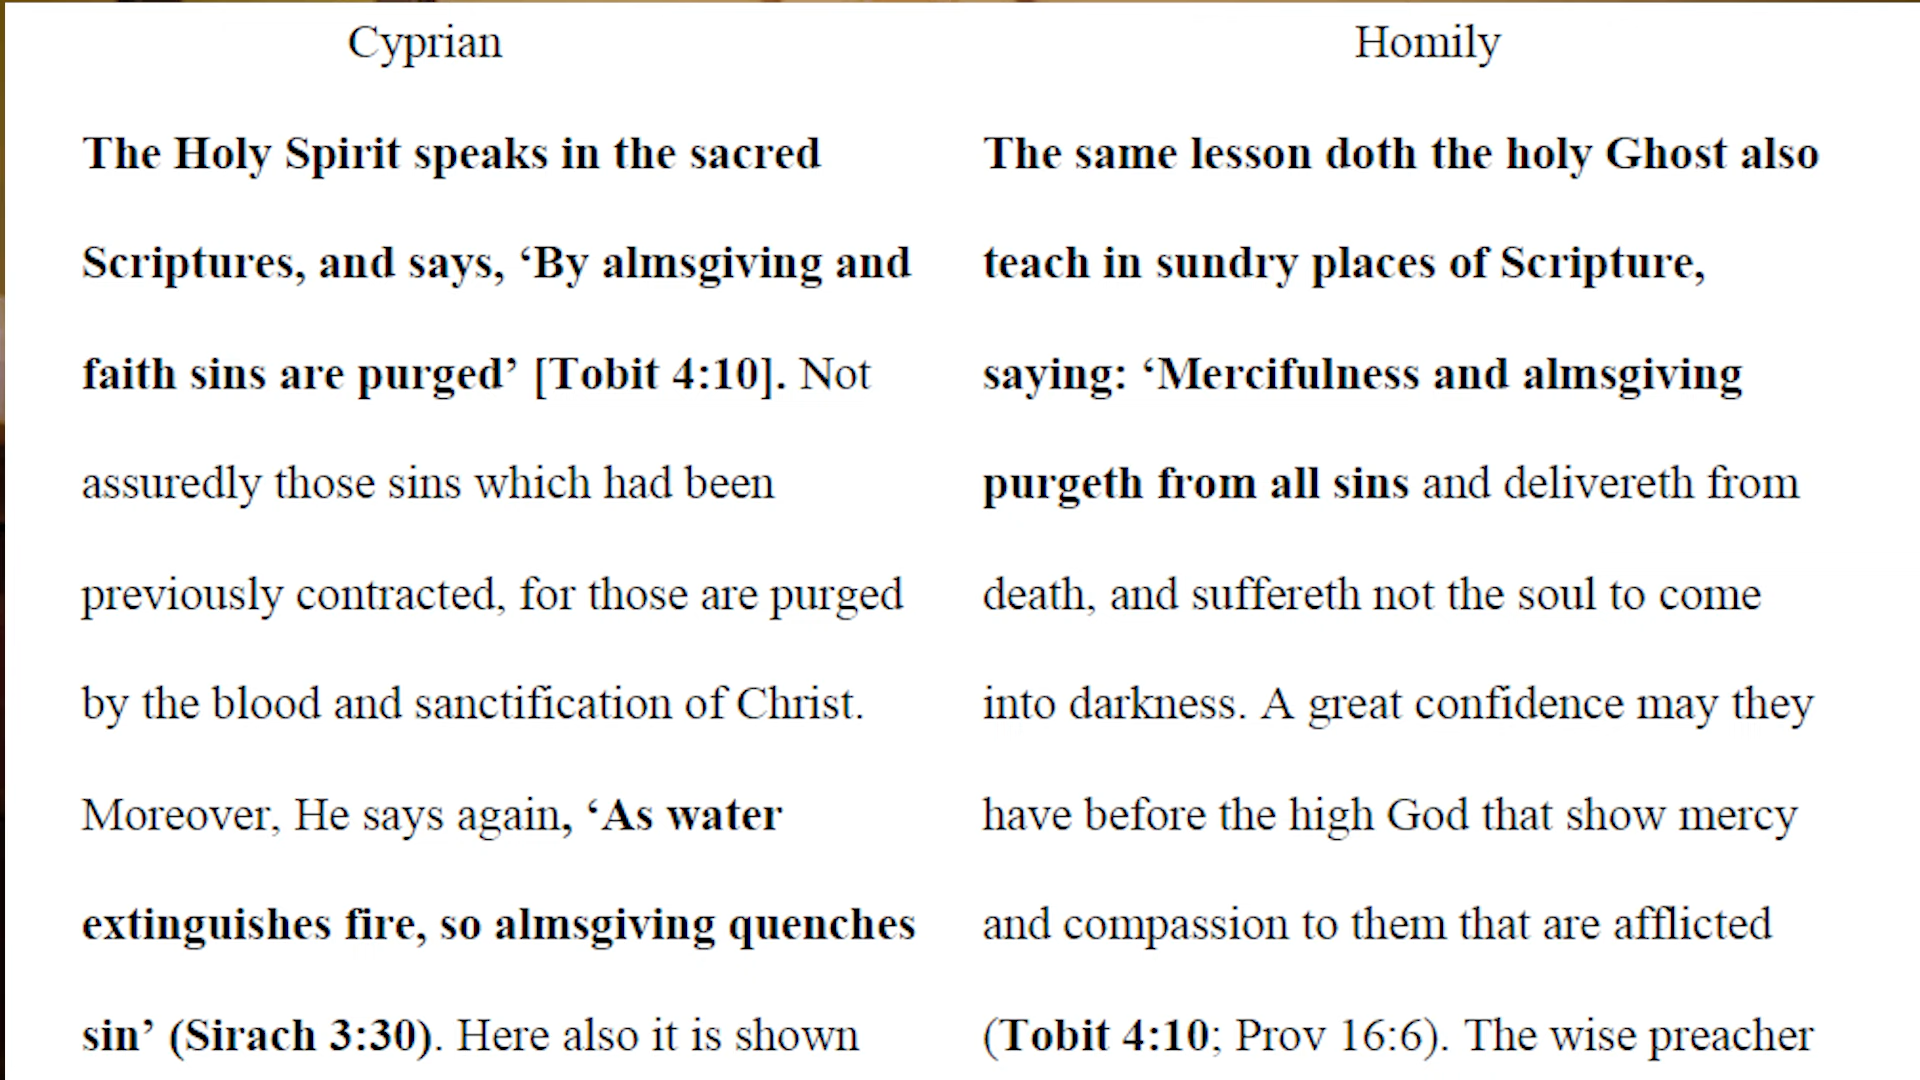 Cyprian
The Holy Spirit speaks in the sacred
Scriptures, and says, ‘By almsgiving and
faith sins are purged’ [Tobit 4:10]. Not
assuredly those sins which had been
previously contracted, for those are purged
by the blood and sanctification of Christ.
Moreover, He says again, ‘As water
extinguishes fire, so almsgiving quenches
sin’ (Sirach 3:30). Here also it is shown
Homily
The same lesson doth the holy Ghost also
teach in sundry places of Scripture,
saying: ‘Mercifulness and almsgiving
purgeth from all sins and delivereth from
death, and suffereth not the soul to come
into darkness. A great confidence may they
have before the high God that show mercy
and compassion to them that are afflicted
(Tobit 4:10; Prov 16:6). The wise preacher